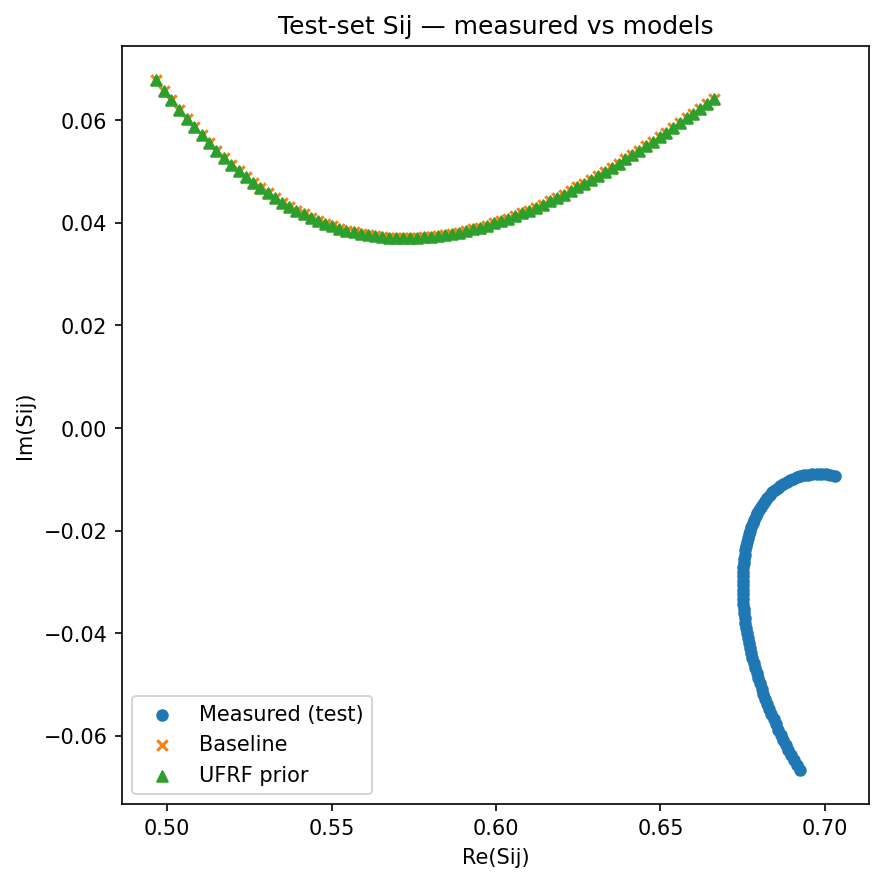 Test-set Sij — measured vs models
0.06
0.04
0.02
0.00
−0.02
−0.04
−0.06
Im(Sij)
Measured (test)
Baseline
UFRF prior
0.50 0.55 0.60 0.65 0.70
Re(Sij)